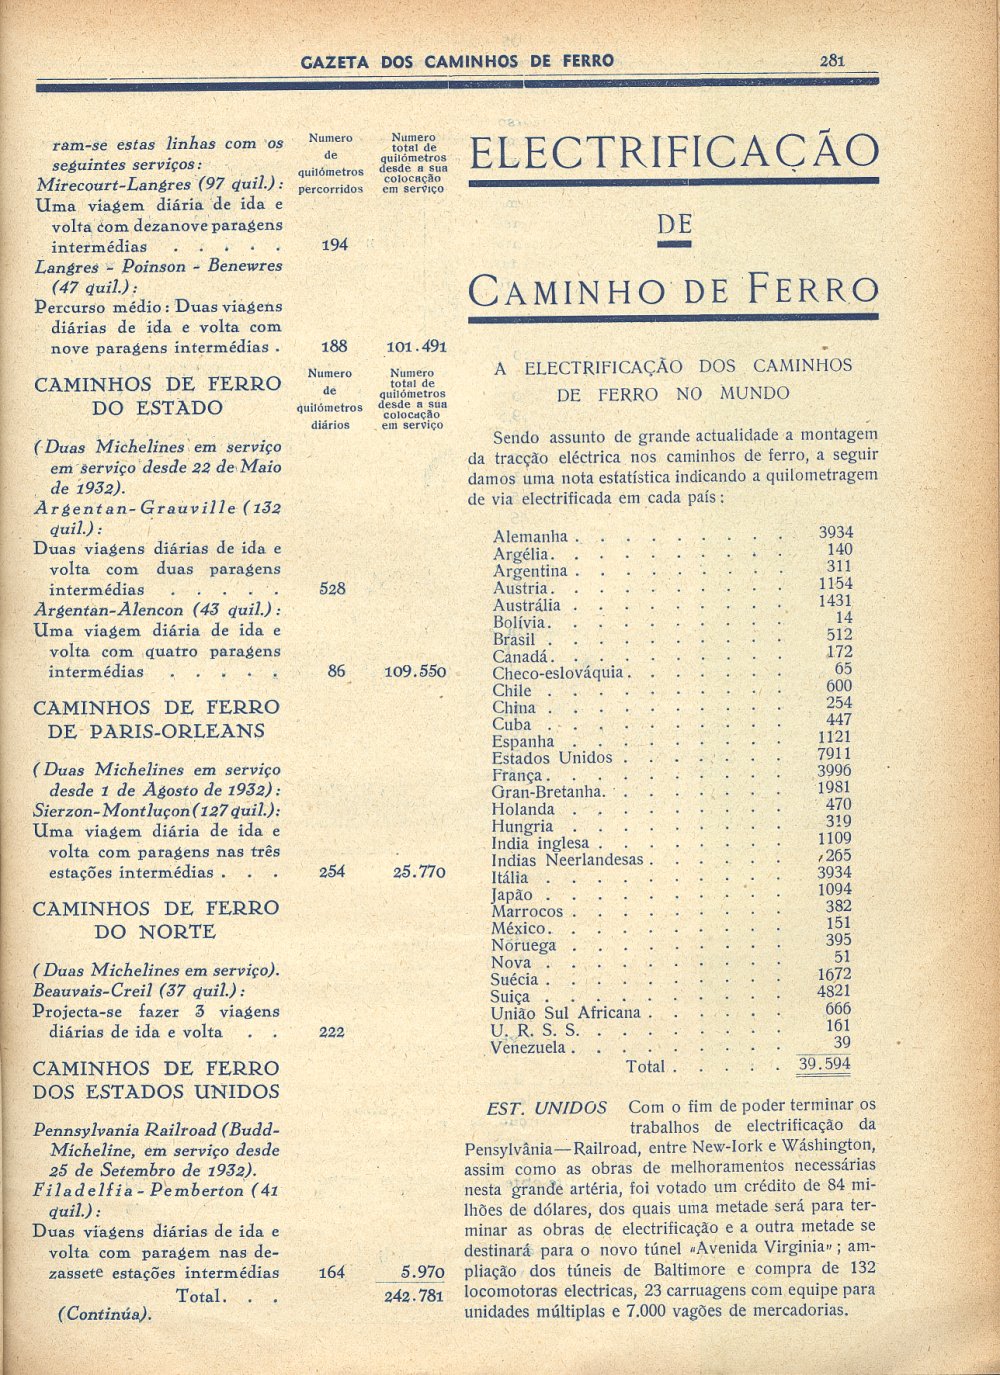 GAZETA DOS CAMINHOS DE FERRO 281
ram-se estas linhas com os
seguintes serviços:
Numero
de
quilómetros
percorridos
Numero
total de
quilómetros
desde a sua
colocação
em serviço
Mirecourt-Langres (97 quil.):
Uma viagem diária de ida e
volta com dezanove paragens
intermédias . . . . . 194
Langres - Poinson - Benewres
(47 quil.):
Percurso médio: Duas viagens
diárias de ida e volta com
nove paragens intermédias . 188 101.491
CAMINHOS DE FERRO
DO ESTADO
Numero
de
quilómetros
diários
Numero
total de
quilómetros
desde a sua
colocação
em serviço
(Duas Michelines em serviço
em serviço desde 22 de Maio
de 1932).
Argentan-Grauville (132
quil.):
Duas viagens diárias de ida e
volta com duas paragens
intermédias . . . . . 528
Argentan-Alencon (43 quil.):
Uma viagem diária de ida e
volta com quatro paragens
intermédias . . . . . 86 109.550
CAMINHOS DE FERRO
DE PARIS-ORLEANS
(Duas Michelines em serviço
desde 1 de Agosto de 1932):
Sierzon-Montluçon (127 quil.):
Uma viagem diária de ida e
volta com paragens nas três
estações intermédias . . . 254 25.770
CAMINHOS DE FERRO
DO NORTE
(Duas Michelines em serviço).
Beauvais-Creil (37 quil.):
Projecta-se fazer 3 viagens
diárias de ida e volta . . 222
CAMINHOS DE FERRO
DOS ESTADOS UNIDOS
Pennsylvania Railroad (Budd-
Micheline, em serviço desde
25 de Setembro de 1932).
Filadelfia-Pemberton (41
quil.):
Duas viagens diárias de ida e
volta com paragem nas de-
zassete estações intermédias 164 5.970
Total. . . 242.781
(Continúa).
ELECTRIFICAÇÃO
DE
CAMINHO DE FERRO
A ELECTRIFICAÇÃO DOS CAMINHOS
DE FERRO NO MUNDO
Sendo assunto de grande actualidade a montagem
da tracção eléctrica nos caminhos de ferro, a seguir
damos uma nota estatística indicando a quilometragem
de via electrificada em cada país:
Alemanha . . . . . . . . . 3934
Argélia. . . . . . . . . . 140
Argentina . . . . . . . . . 311
Austria. . . . . . . . . . 1154
Austrália . . . . . . . . . 1431
Bolívia. . . . . . . . . . 14
Brasil . . . . . . . . . . 512
Canadá. . . . . . . . . . 172
Checo-eslováquia. . . . . . . 65
Chile . . . . . . . . . . 600
China . . . . . . . . . . 254
Cuba . . . . . . . . . . 447
Espanha . . . . . . . . . 1121
Estados Unidos . . . . . . . 7911
França. . . . . . . . . . 3996
Gran-Bretanha. . . . . . . . 1981
Holanda . . . . . . . . . 470
Hungria . . . . . . . . . 319
India inglesa . . . . . . . . 1109
Indias Neerlandesas . . . . . . 265
Itália . . . . . . . . . . 3934
Japão . . . . . . . . . . 1094
Marrocos . . . . . . . . . 382
México. . . . . . . . . . 151
Noruega . . . . . . . . . 395
Nova . . . . . . . . . . 51
Suécia . . . . . . . . . . 1672
Suiça . . . . . . . . . . 4821
União Sul Africana . . . . . . 666
U. R. S. S. . . . . . . . . 161
Venezuela . . . . . . . . . 39
Total . . . . . 39.594
EST. UNIDOS Com o fim de poder terminar os
trabalhos de electrificação da
Pensylvânia—Railroad, entre New-Iork e Wáshington,
assim como as obras de melhoramentos necessárias
nesta grande artéria, foi votado um crédito de 84 mi-
lhões de dólares, dos quais uma metade será para ter-
minar as obras de electrificação e a outra metade se
destinará para o novo túnel «Avenida Virginia»; am-
pliação dos túneis de Baltimore e compra de 132
locomotoras electricas, 23 carruagens com equipe para
unidades múltiplas e 7.000 vagões de mercadorias.